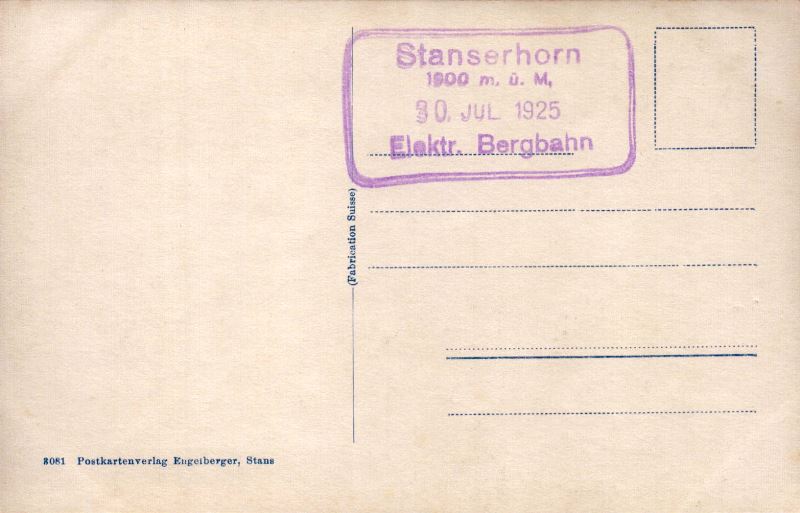 Stanserhorn
1900 m. ü. M,
30. JUL 1925
Elektr. Bergbahn
(Fabrication Suisse)
3081 Postkartenverlag Engelberger, Stans